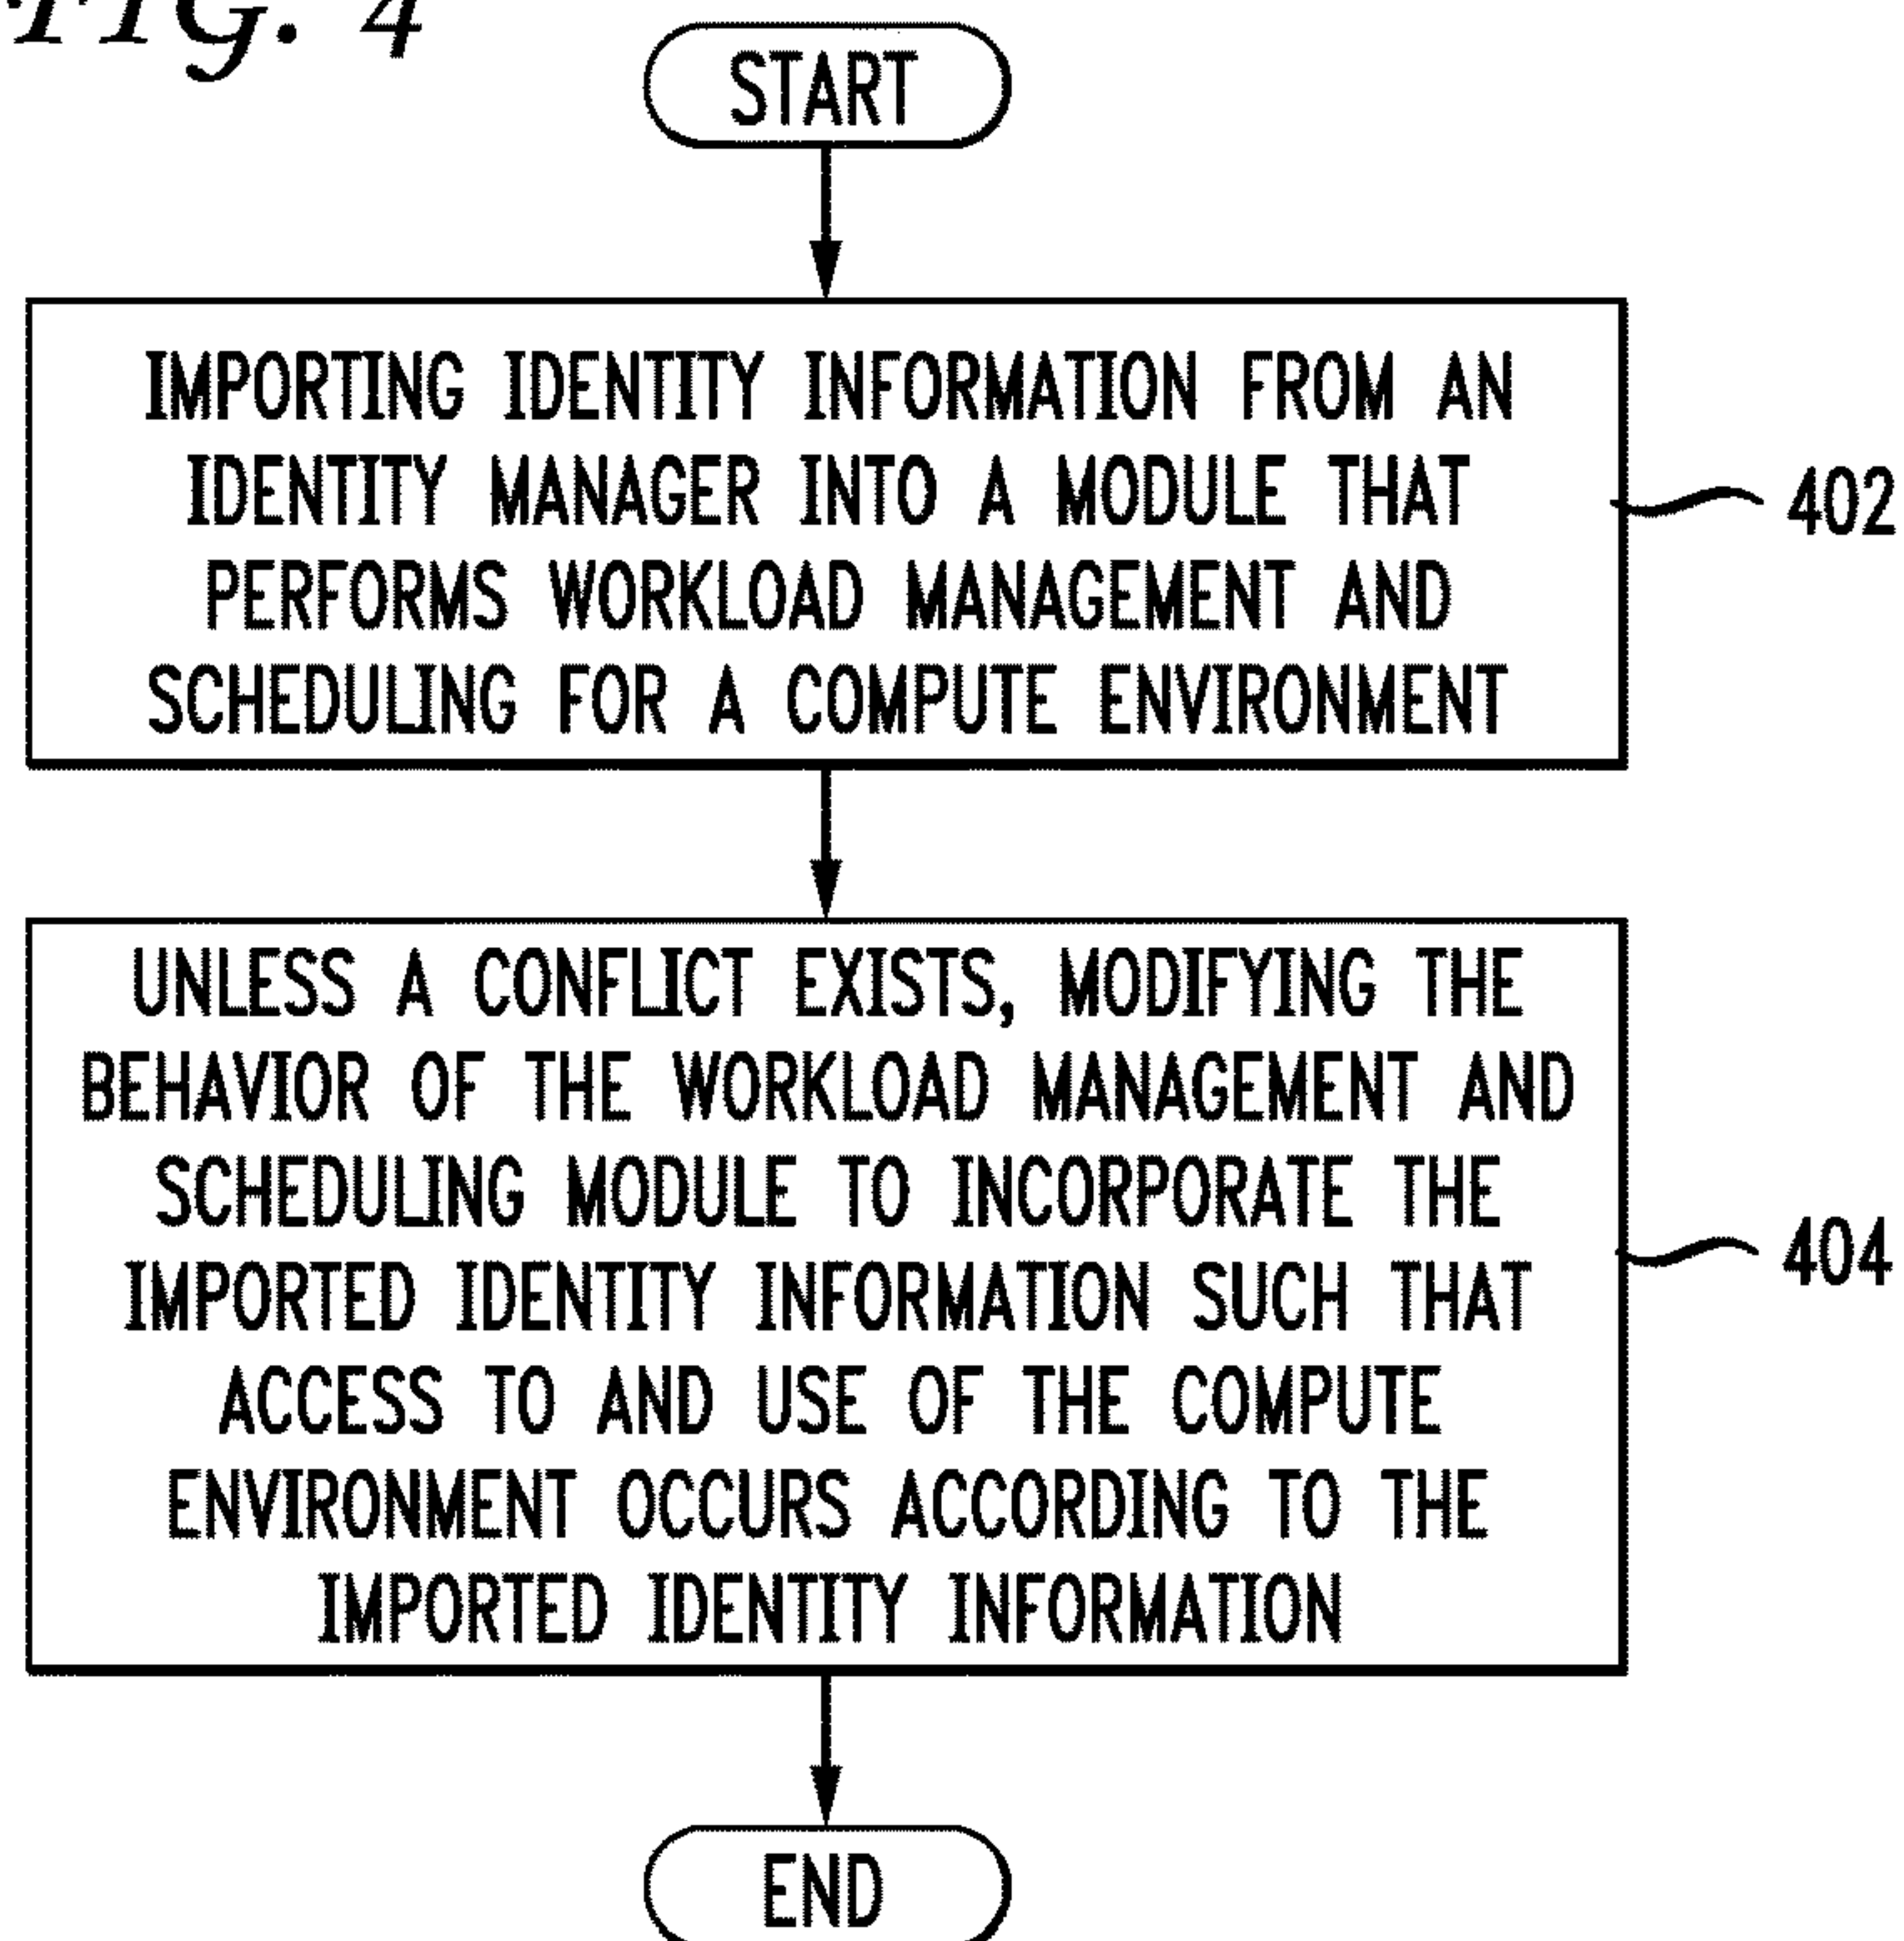 FIG. 4
START
IMPORTING IDENTITY INFORMATION FROM AN
IDENTITY MANAGER INTO A MODULE THAT
PERFORMS WORKLOAD MANAGEMENT AND
SCHEDULING FOR A COMPUTE ENVIRONMENT
402
UNLESS A CONFLICT EXISTS, MODIFYING THE
BEHAVIOR OF THE WORKLOAD MANAGEMENT AND
SCHEDULING MODULE TO INCORPORATE THE
IMPORTED IDENTITY INFORMATION SUCH THAT
ACCESS TO AND USE OF THE COMPUTE
ENVIRONMENT OCCURS ACCORDING TO THE
IMPORTED IDENTITY INFORMATION
404
END